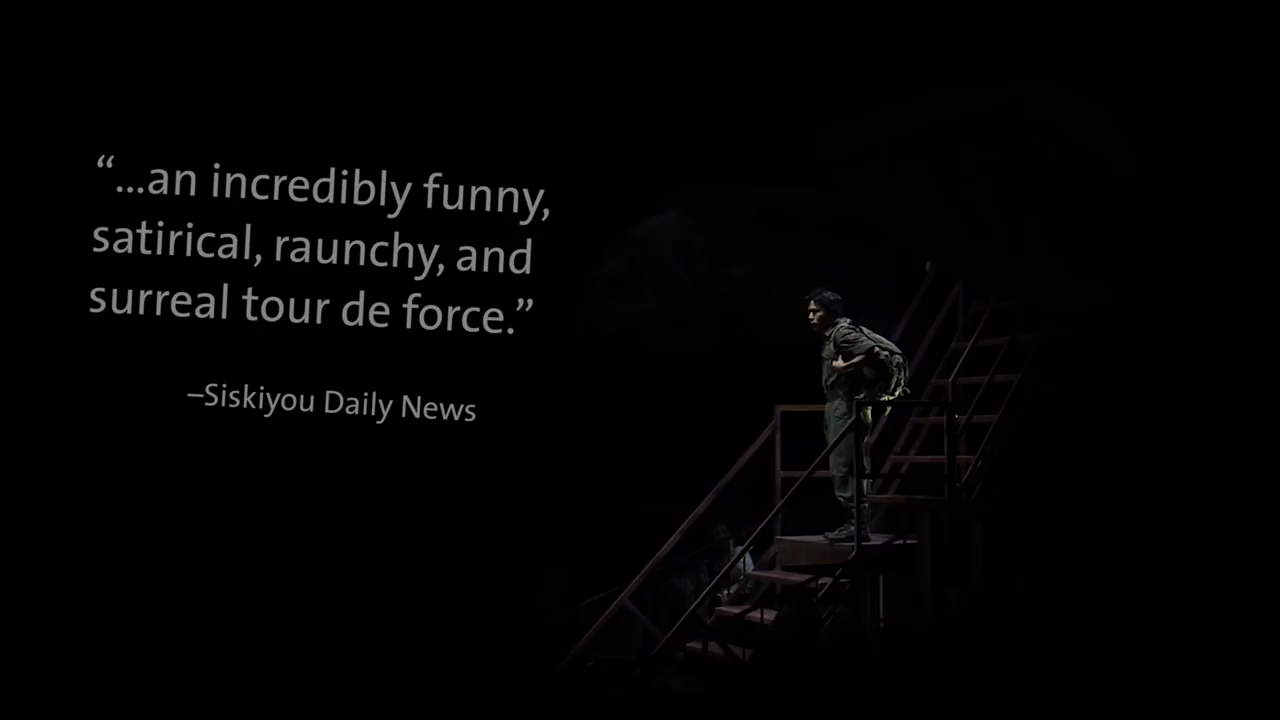 “...an incredibly funny,
satirical, raunchy, and
surreal tour de force.”
–Siskiyou Daily News